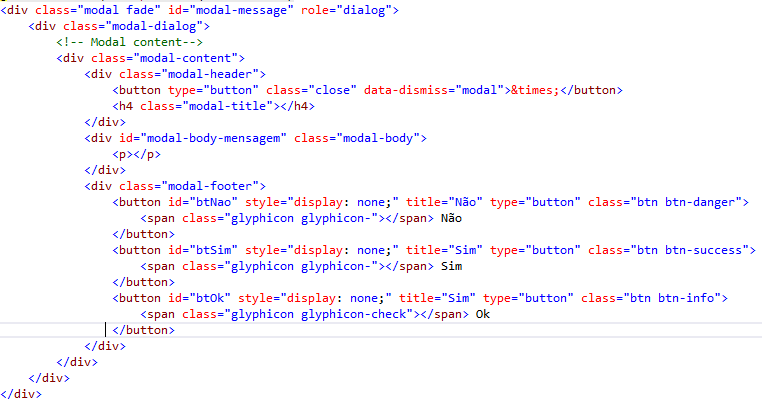 <div class="modal fade" id="modal-message" role="dialog">
    <div class="modal-dialog">
        <!-- Modal content-->
        <div class="modal-content">
            <div class="modal-header">
                <button type="button" class="close" data-dismiss="modal">&times;</button>
                <h4 class="modal-title"></h4>
            </div>
            <div id="modal-body-mensagem" class="modal-body">
                <p></p>
            </div>
            <div class="modal-footer">
                <button id="btNao" style="display: none;" title="Não" type="button" class="btn btn-danger">
                    <span class="glyphicon glyphicon-"></span> Não
                </button>
                <button id="btSim" style="display: none;" title="Sim" type="button" class="btn btn-success">
                    <span class="glyphicon glyphicon-"></span> Sim
                </button>
                <button id="btOk" style="display: none;" title="Sim" type="button" class="btn btn-info">
                    <span class="glyphicon glyphicon-check"></span> Ok
                </button>
            </div>
        </div>
    </div>
</div>